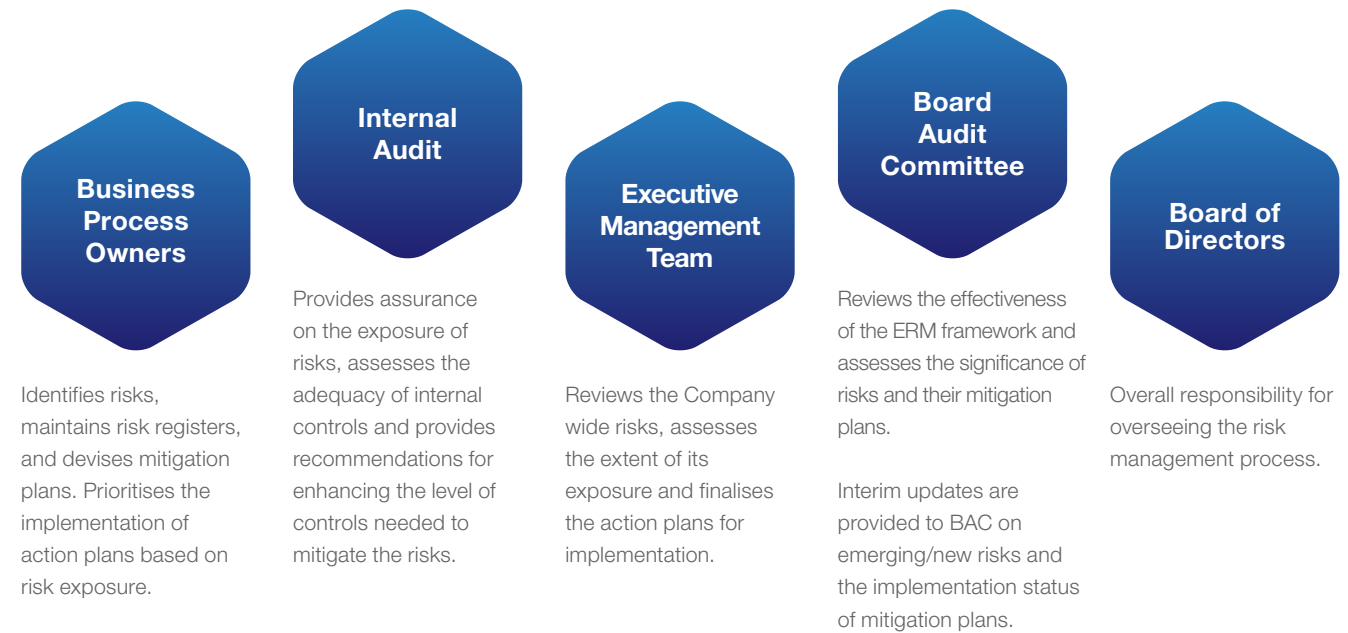 Business
Process
Owners
Identifies risks,
maintains risk registers,
and devises mitigation
plans. Prioritises the
implementation of
action plans based on
risk exposure.
Internal
Audit
Provides assurance
on the exposure of
risks, assesses the
adequacy of internal
controls and provides
recommendations for
enhancing the level of
controls needed to
mitigate the risks.
Executive
Management
Team
Reviews the Company
wide risks, assesses
the extent of its
exposure and finalises
the action plans for
implementation.
Board
Audit
Committee
Reviews the effectiveness
of the ERM framework and
assesses the significance of
risks and their mitigation
plans.
Interim updates are
provided to BAC on
emerging/new risks and
the implementation status
of mitigation plans.
Board of
Directors
Overall responsibility for
overseeing the risk
management process.